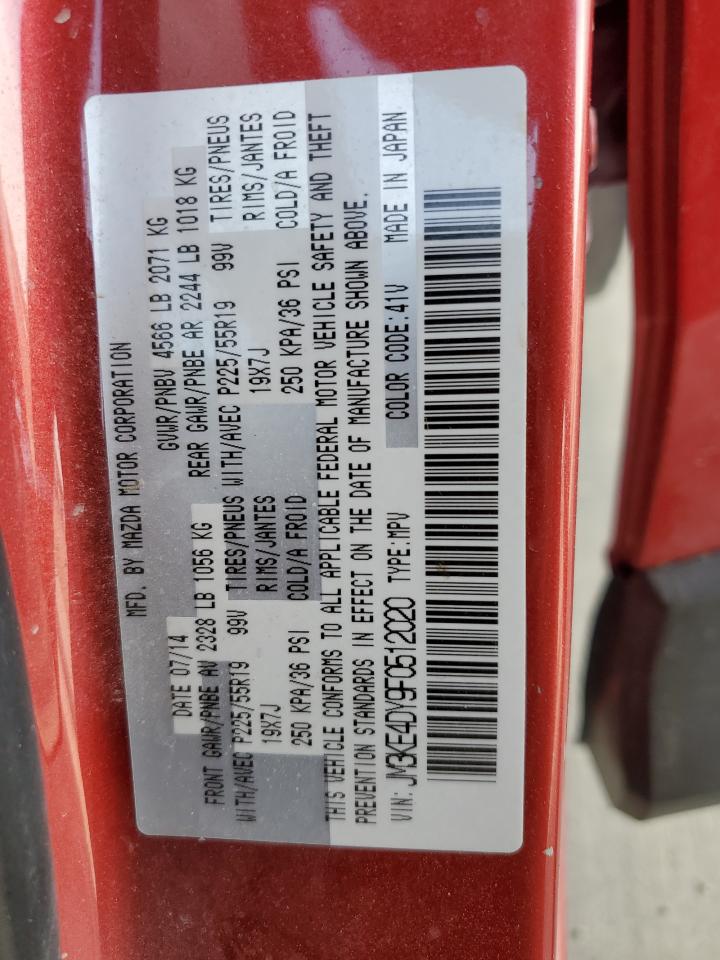 MFD. BY MAZDA MOTOR CORPORATION
DATE 07/14 GVWR/PNBV 4566 LB 2071 KG
FRONT GAWR/PNBE AV 2328 LB 1056 KG REAR GAWR/PNBE AR 2244 LB 1018 KG
WITH/AVEC P225/55R19 99V TIRES/PNEUS WITH/AVEC P225/55R19 99V TIRES/PNEUS
19X7J RIMS/JANTES 19X7J RIMS/JANTES
250 KPA/36 PSI COLD/A FROID 250 KPA/36 PSI COLD/A FROID
THIS VEHICLE CONFORMS TO ALL APPLICABLE FEDERAL MOTOR VEHICLE SAFETY AND THEFT
PREVENTION STANDARDS IN EFFECT ON THE DATE OF MANUFACTURE SHOWN ABOVE.
VIN: JM3KE4DY9F0512020 TYPE:MPV COLOR CODE:41V MADE IN JAPAN